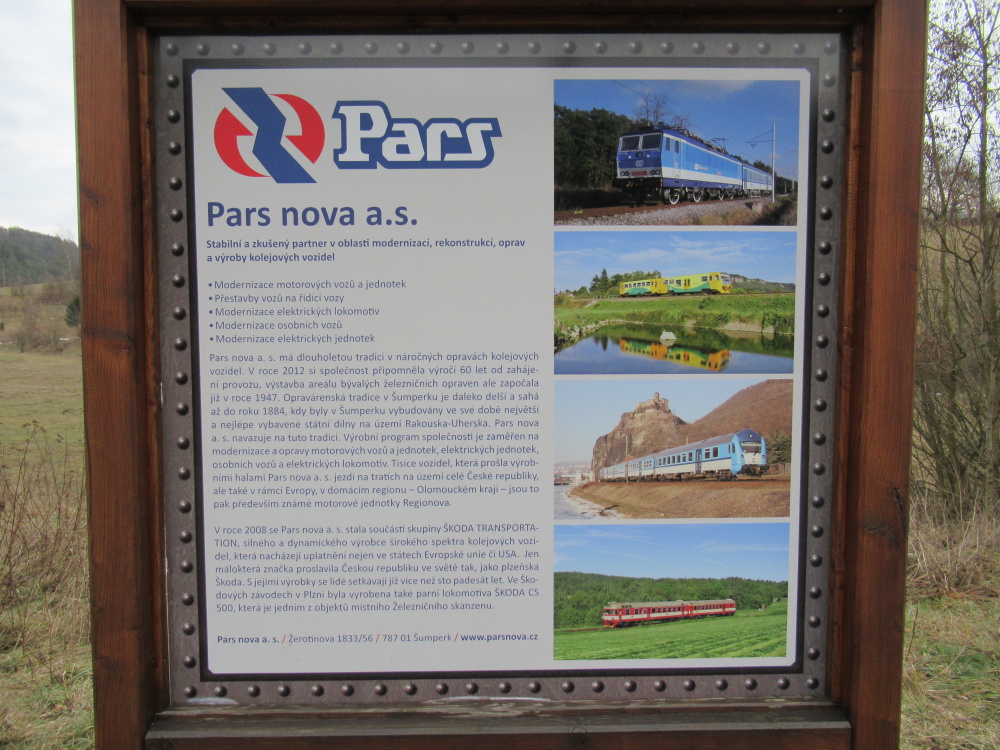 Pars
Pars nova a.s.
Stabilní a zkušený partner v oblasti modernizací, rekonstrukcí, oprav
a výroby kolejových vozidel
• Modernizace motorových vozů a jednotek
• Přestavby vozů na řídící vozy
• Modernizace elektrických lokomotiv
• Modernizace osobních vozů
• Modernizace elektrických jednotek
Pars nova a. s. má dlouholetou tradici v náročných opravách kolejových
vozidel. V roce 2012 si společnost připomněla výročí 60 let od zaháje-
ní provozu, výstavba areálu bývalých železničních opraven ale započala
již v roce 1947. Opravárenská tradice v Šumperku je daleko delší a sahá
až do roku 1884, kdy byly v Šumperku vybudovány ve své době největší
a nejlépe vybavené státní dílny na území Rakouska-Uherska. Pars nova
a. s. navazuje na tuto tradici. Výrobní program společnosti je zaměřen na
modernizace a opravy motorových vozů a jednotek, elektrických jednotek,
osobních vozů a elektrických lokomotiv. Tisíce vozidel, která prošla výrob-
ními halami Pars nova a. s. jezdí na tratích na území celé České republiky,
ale také v rámci Evropy, v domácím regionu – Olomouckém kraji – jsou to
pak především známé motorové jednotky Regionova.
V roce 2008 se Pars nova a. s. stala součástí skupiny ŠKODA TRANSPORTA-
TION, silného a dynamického výrobce širokého spektra kolejových vozi-
del, která nacházejí uplatnění nejen ve státech Evropské unie či USA. Jen
málokterá značka proslavila Českou republiku ve světě tak, jako plzeňská
Škoda. S jejími výrobky se lidé setkávají již více než sto padesát let. Ve Ško-
dových závodech v Plzni byla vyrobena také parní lokomotiva ŠKODA CS
500, která je jedním z objektů místního Železničního skanzenu.
Pars nova a. s. / Žerotínova 1833/56 / 787 01 Šumperk / www.parsnova.cz